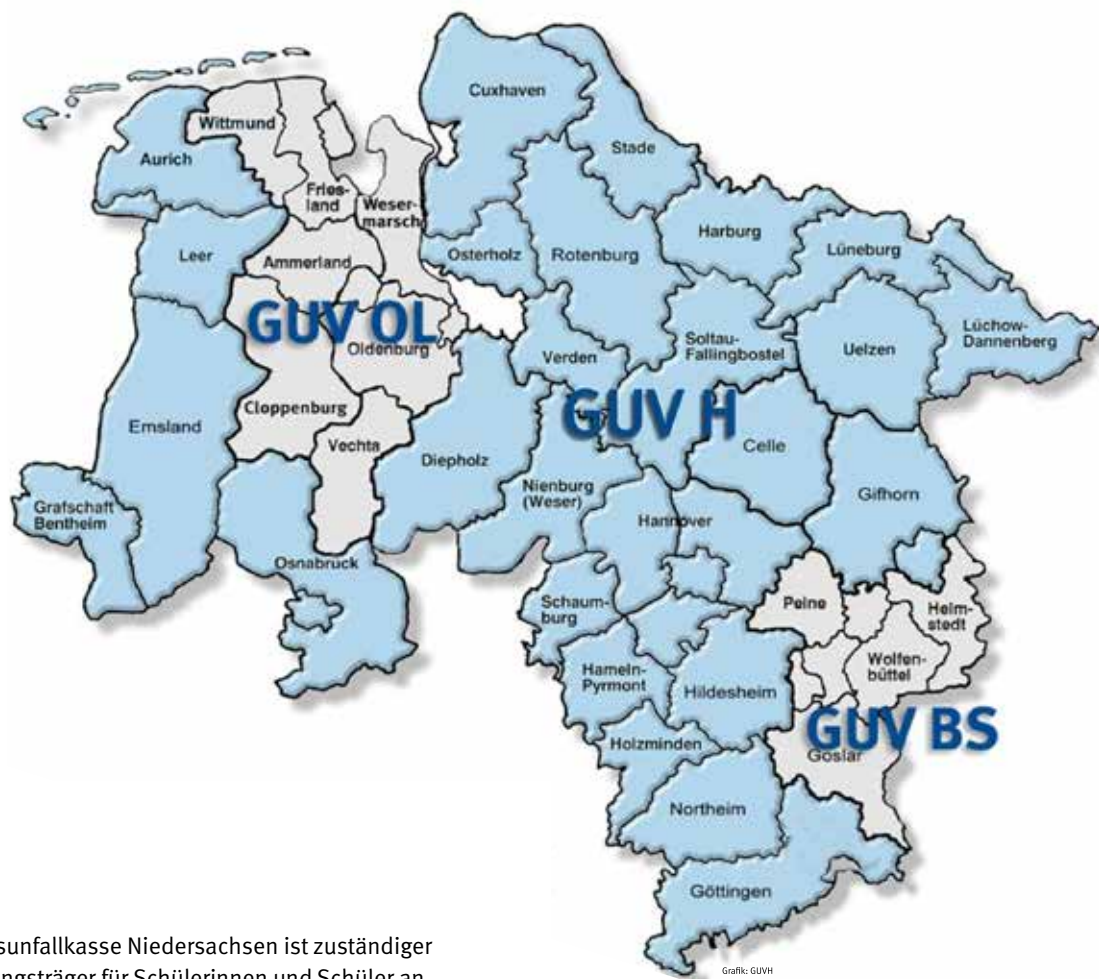 Cuxhaven
Wittmund
Stade
Aurich
Fries-
land
Weser-
marsch
Harburg
Leer
Ammerland
Osterholz
Rotenburg
Lüneburg
GUV OL
Oldenburg
Verden
Soltau-
Fallingbostel
Uelzen
Lüchow-
Dannenberg
Cloppenburg
GUV H
Emsland
Vechta
Diepholz
Celle
Nienburg
(Weser)
Gifhorn
Grafschaft
Bentheim
Hannover
Osnabrück
Schaum-
burg
Peine
Helm-
stedt
Wolfen-
büttel
Hameln-
Pyrmont
Hildesheim
GUV BS
Goslar
Holzminden
Northeim
Göttingen
sunfallkasse Niedersachsen ist zuständiger
ngsträger für Schülerinnen und Schüler an
Grafik: GUVH